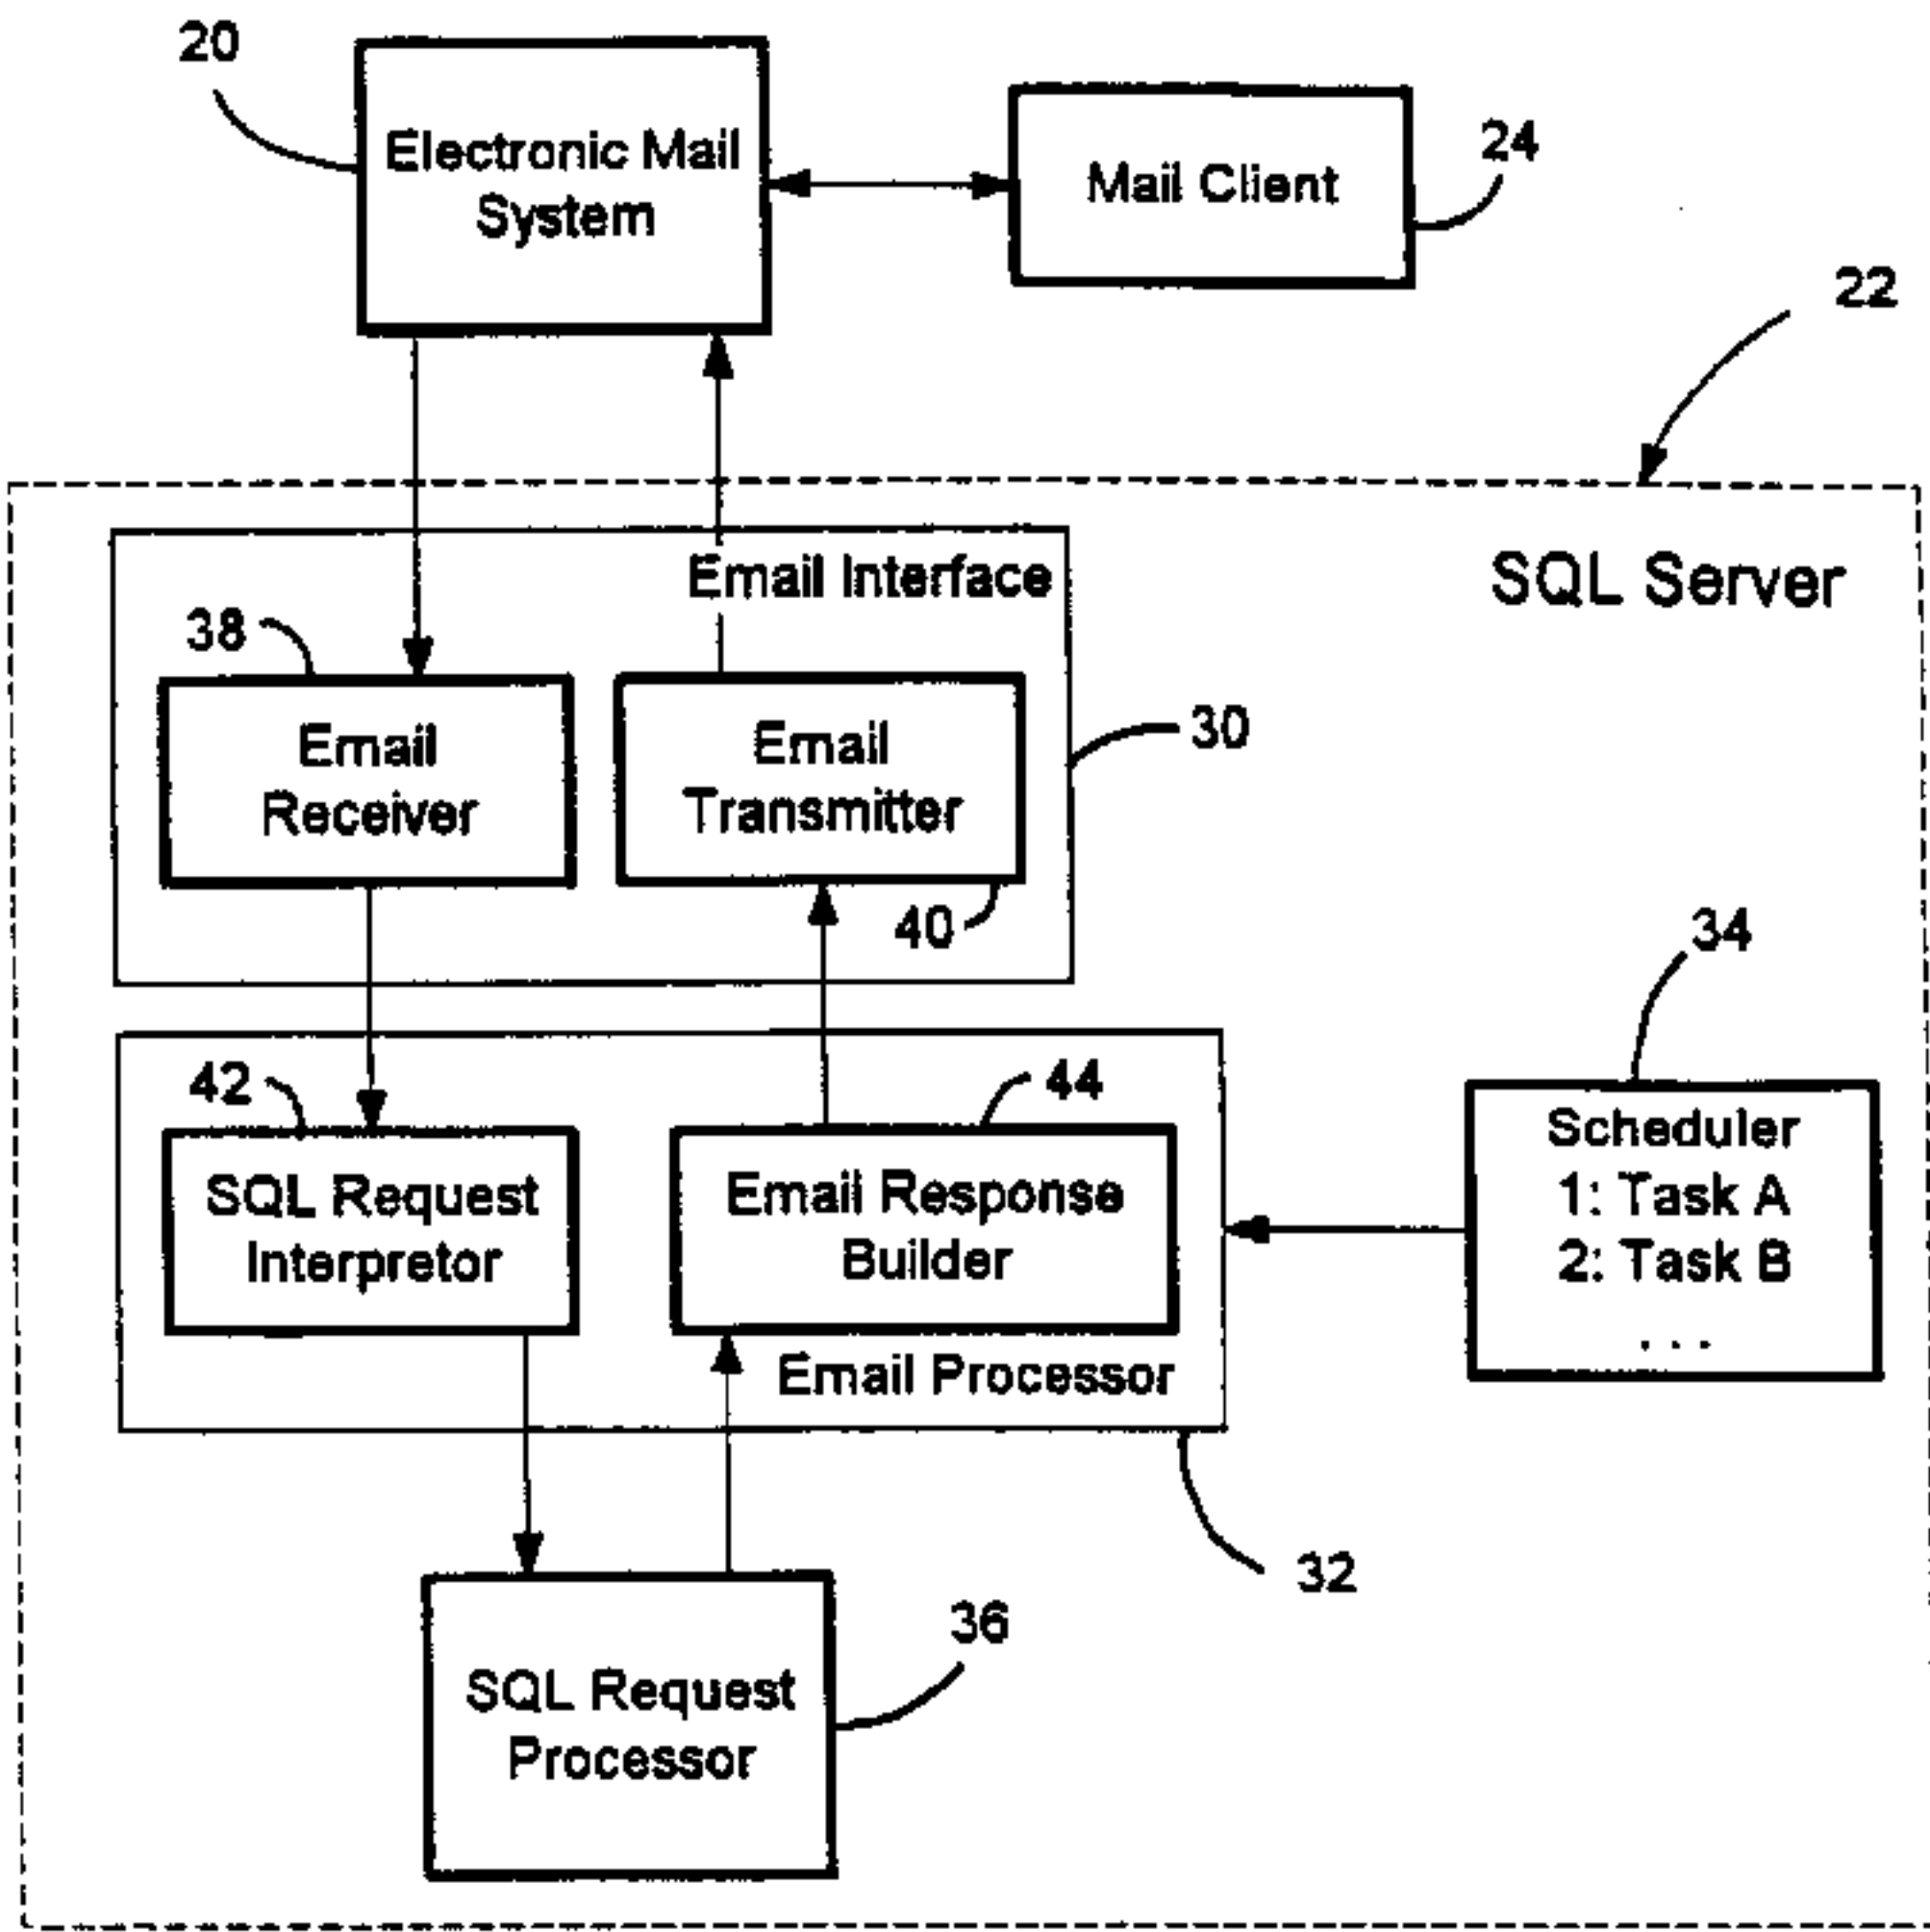 20
Electronic Mail
System
Mail Client
24
22
SQL Server
Email Interface
38
Email
Receiver
Email
Transmitter
30
40
34
42
44
SQL Request
Interpretor
Email Response
Builder
Scheduler
1: Task A
2: Task B
. . .
Email Processor
32
36
SQL Request
Processor